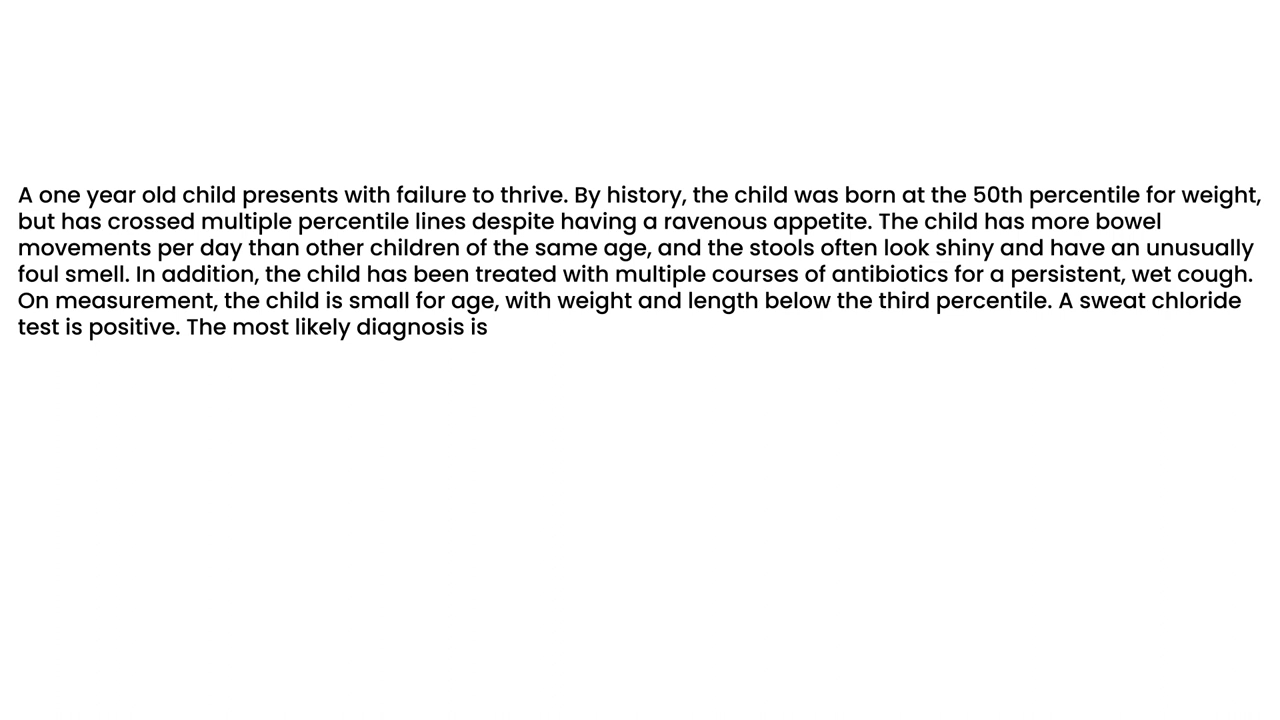 A one year old child presents with failure to thrive. By history, the child was born at the 50th percentile for weight,
but has crossed multiple percentile lines despite having a ravenous appetite. The child has more bowel
movements per day than other children of the same age, and the stools often look shiny and have an unusually
foul smell. In addition, the child has been treated with multiple courses of antibiotics for a persistent, wet cough.
On measurement, the child is small for age, with weight and length below the third percentile. A sweat chloride
test is positive. The most likely diagnosis is